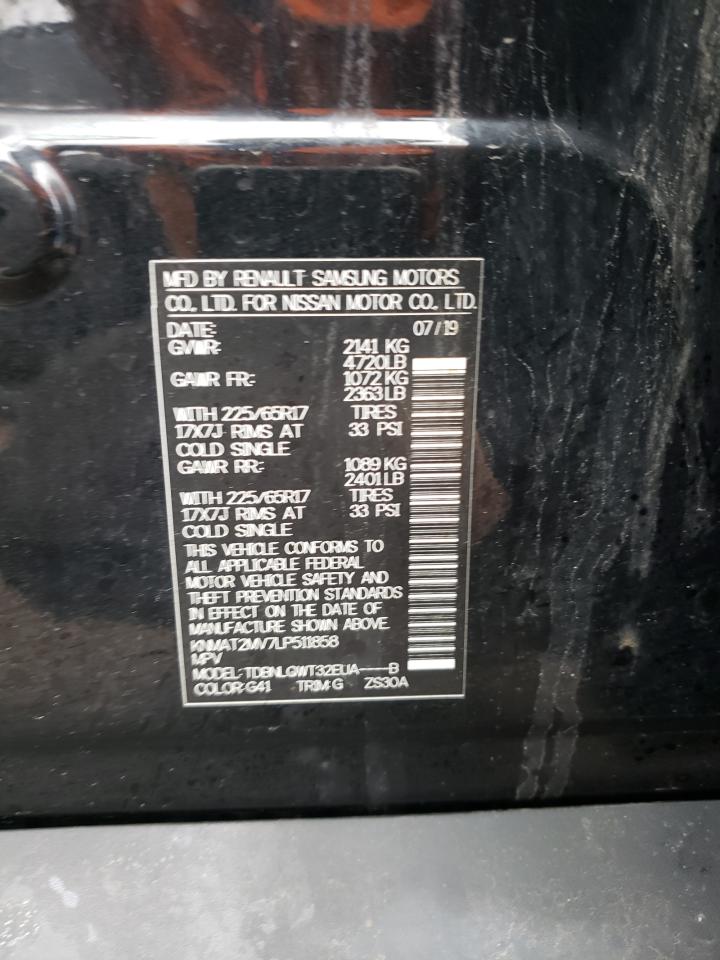 MFD BY RENAULT SAMSUNG MOTORS
CO., LTD. FOR NISSAN MOTOR CO., LTD.
DATE: 07/19
GVWR: 2141 KG
4720LB
GAWR FR: 1072 KG
2363LB
WITH 225/65R17 TIRES
17X7J RIMS AT 33 PSI
COLD SINGLE
GAWR RR: 1089 KG
2401LB
WITH 225/65R17 TIRES
17X7J RIMS AT 33 PSI
COLD SINGLE
THIS VEHICLE CONFORMS TO
ALL APPLICABLE FEDERAL
MOTOR VEHICLE SAFETY AND
THEFT PREVENTION STANDARDS
IN EFFECT ON THE DATE OF
MANUFACTURE SHOWN ABOVE.
KNMAT2MV7LP511858
MPV
MODEL: TDBNLGWT32EUA----B
COLOR:G41 TRIM:G ZS30A